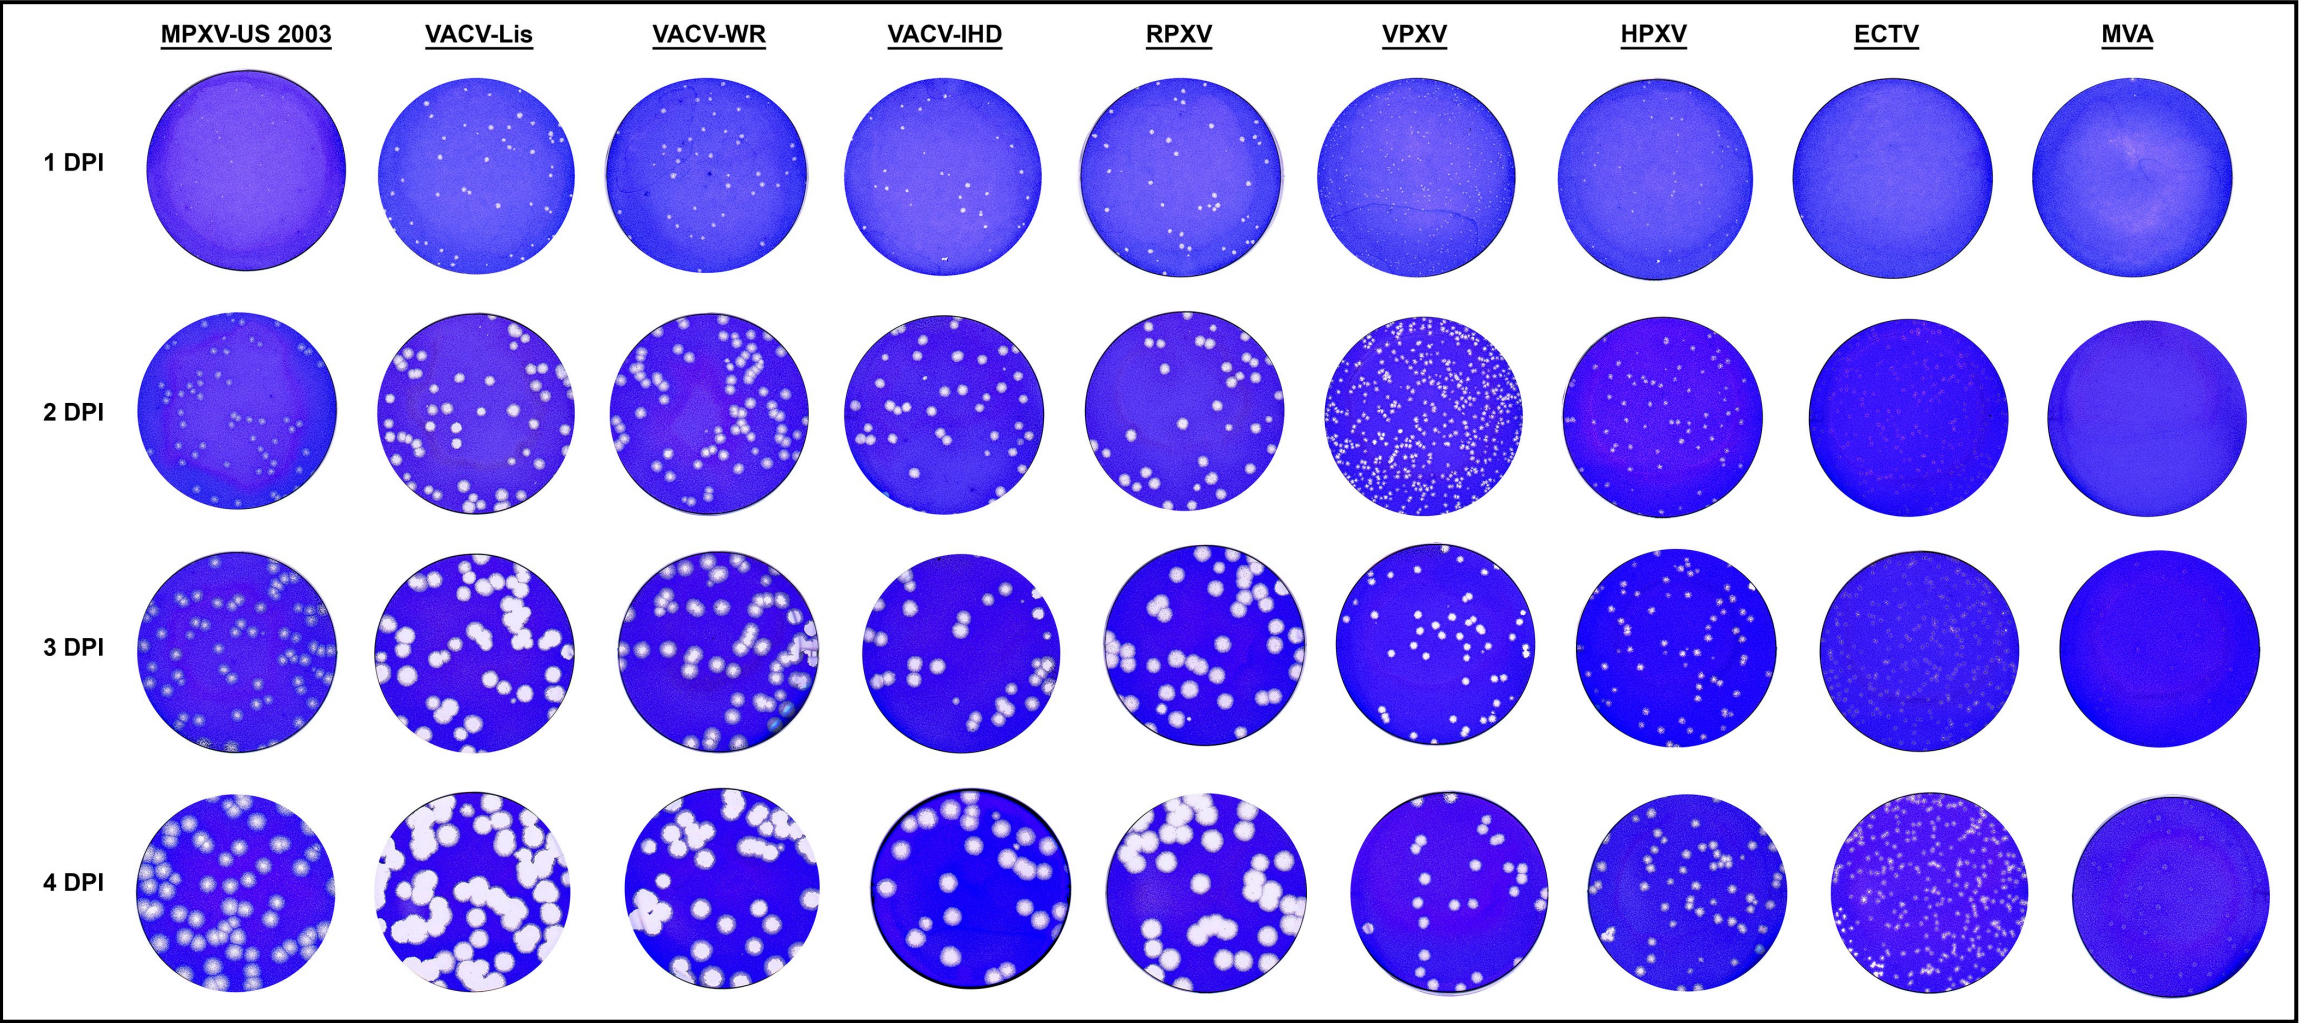 MPXV-US 2003 VACV-Lis VACV-WR VACV-IHD RPXV VPXV HPXV ECTV MVA
1 DPI
2 DPI
3 DPI
4 DPI